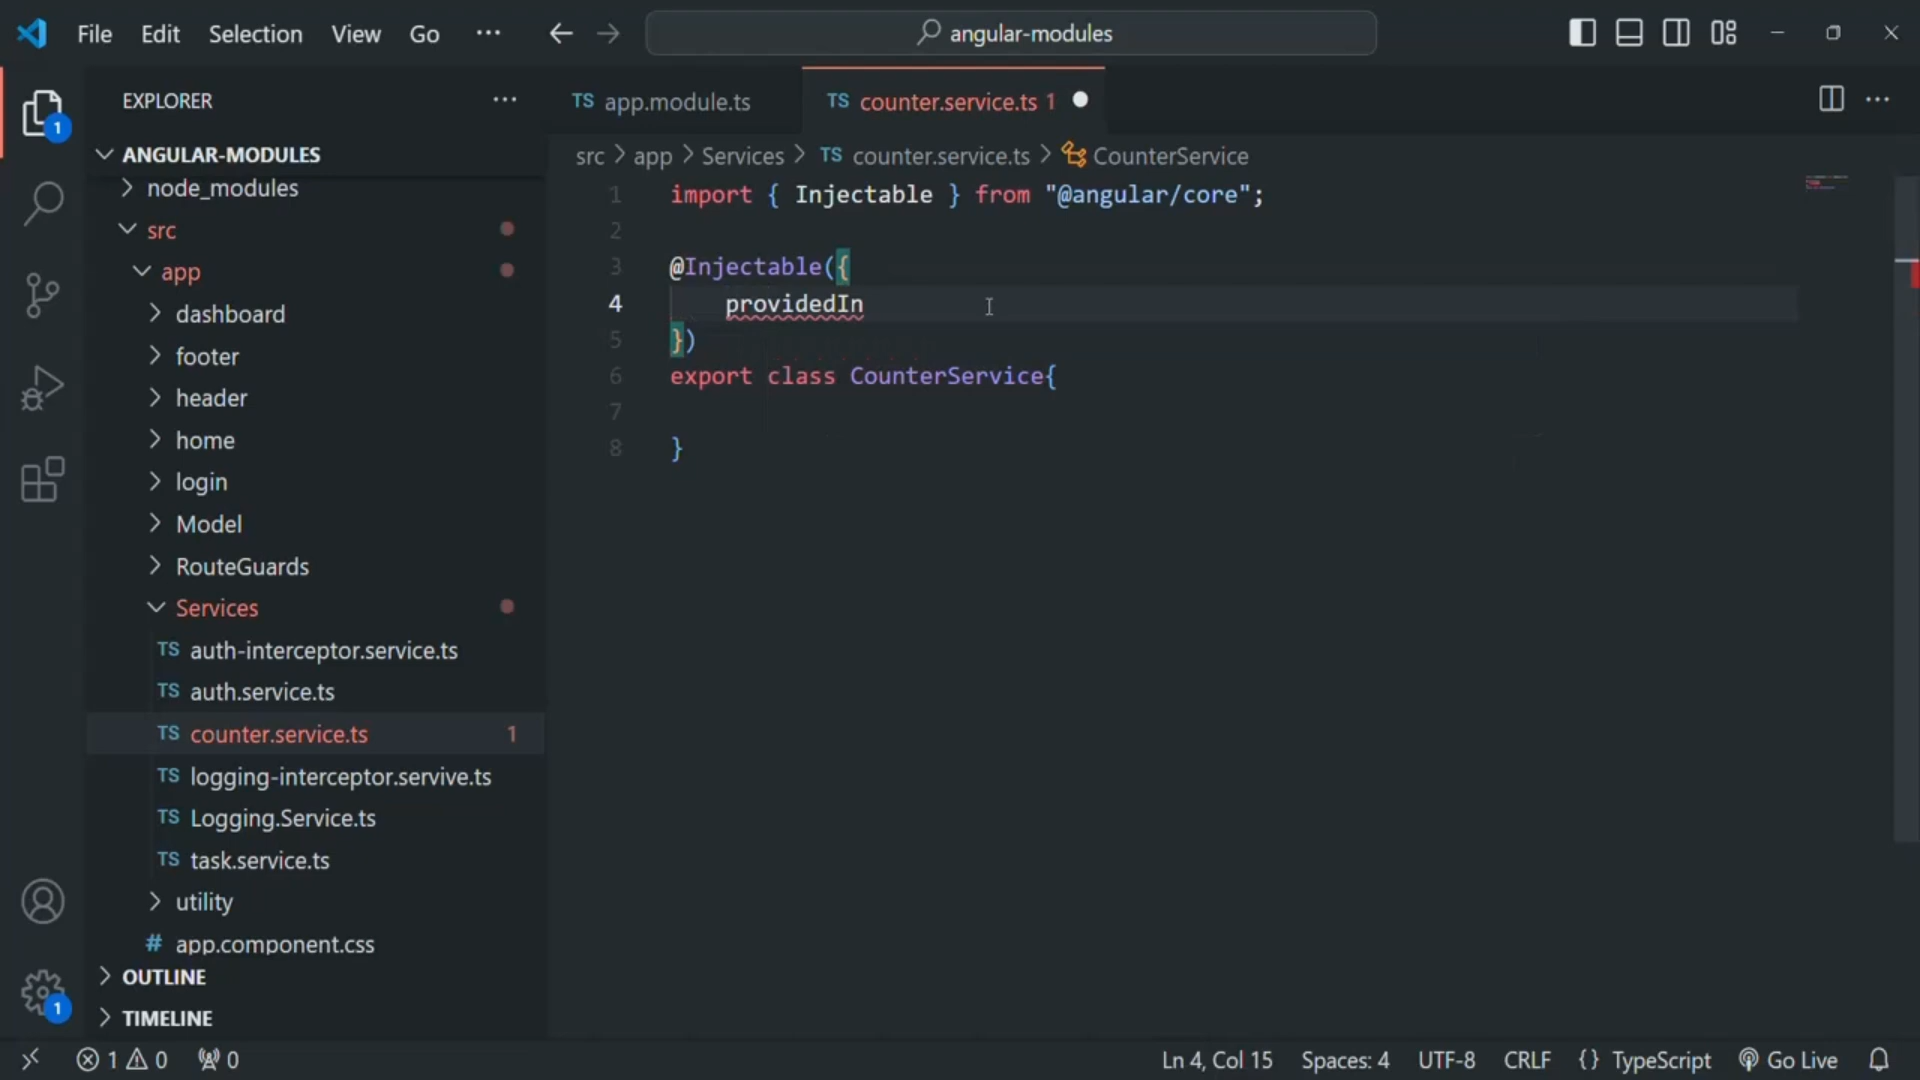 File Edit Selection View Go ··· angular-modules
EXPLORER ···
ANGULAR-MODULES
node_modules
src
app
dashboard
footer
header
home
login
Model
RouteGuards
Services
TS auth-interceptor.service.ts
TS auth.service.ts
TS counter.service.ts 1
TS logging-interceptor.servive.ts
TS Logging.Service.ts
TS task.service.ts
utility
# app.component.css
OUTLINE
TIMELINE
1
1
TS app.module.ts TS counter.service.ts 1
src > app > Services > TS counter.service.ts > CounterService
1 import { Injectable } from "@angular/core";
2
3 @Injectable({
4 providedIn
5 })
6 export class CounterService{
7
8 }
1 0 0 Ln 4, Col 15 Spaces: 4 UTF-8 CRLF {} TypeScript Go Live